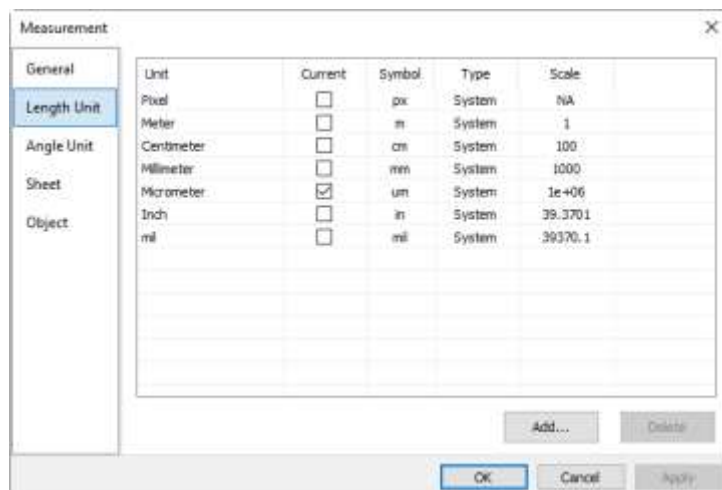 Measurement
General
Length Unit
Angle Unit
Sheet
Object
Unit Current Symbol Type Scale
Pixel px System NA
Meter m System 1
Centimeter cm System 100
Millimeter mm System 1000
Micrometer um System 1e+06
Inch in System 39.3701
mil mil System 39370.1
Add... Delete
OK Cancel Apply